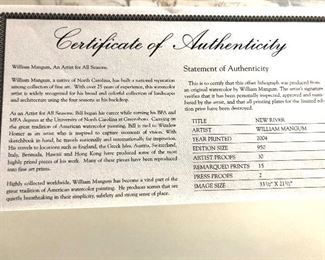 Certificate of Authenticity
William Mangum, An Artist for All Seasons.
William Mangum, a native of North Carolina, has built a national reputation
among collectors of fine art. With over 25 years of experience, this watercolor
artist is widely recognized for his broad and colorful collection of landscapes
and architecture using the four seasons as his backdrop.
As an Artist for All Seasons, Bill began his career while earning his BFA and
MFA degrees at the University of North Carolina at Greensboro. Carrying on
the great tradition of American watercolor painting, Bill is tied to Winslow
Homer as an artist who is inspired to capture moments of vision. With
sketchbook in hand, he travels nationally and internationally for inspiration.
His travels to locations such as England, the Greek Isles, Austria, Switzerland,
Italy, Bermuda, Hawaii and Hong Kong have produced some of the most
highly prized pieces of his work. Many of these pieces have been reproduced
into fine art prints.
Highly collected worldwide, William Mangum has become a vital part of the
great tradition of American watercolor painting. He produces scenes that are
quietly breathtaking in their simplicity, subtlety and strong sense of place.
Statement of Authenticity
This is to certify that this offset lithograph was produced from
an original watercolor by William Mangum. The artist's signature
verifies that it has been personally inspected, approved and
by the artist, and that all printing plates for the limited
have been destroyed.
TITLE NEW RIVER
ARTIST WILLIAM MANGUM
YEAR PRINTED 2004
EDITION SIZE 950
ARTIST PROOFS 30
REMARQUED PRINTS 15
PRESS PROOFS 2
IMAGE SIZE 33½" X 21½"